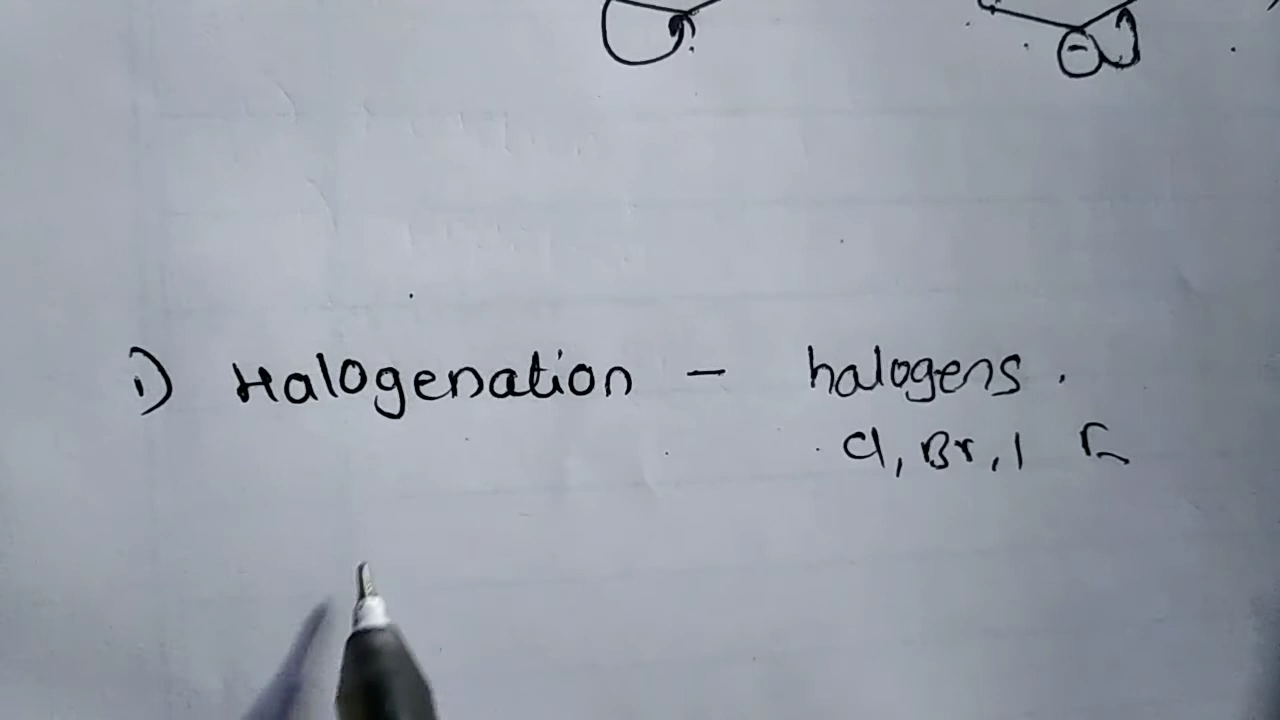 i) Halogenation - halogens.
Cl, Br, I